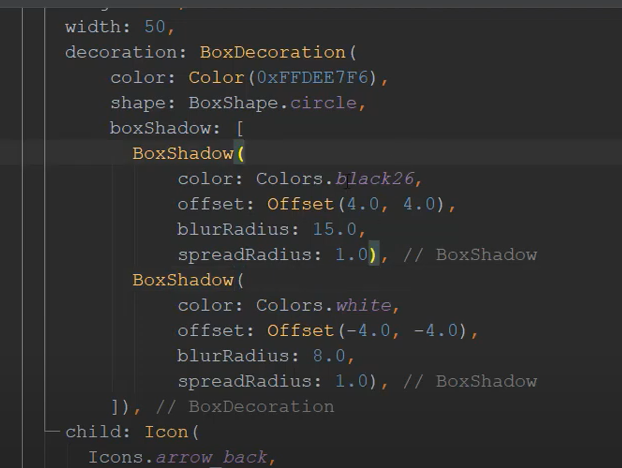 width: 50,
decoration: BoxDecoration(
color: Color(0xFFDEE7F6),
shape: BoxShape.circle,
boxShadow: [
BoxShadow(
color: Colors.black26,
offset: Offset(4.0, 4.0),
blurRadius: 15.0,
spreadRadius: 1.0), // BoxShadow
BoxShadow(
color: Colors.white,
offset: Offset(-4.0, -4.0),
blurRadius: 8.0,
spreadRadius: 1.0), // BoxShadow
]), // BoxDecoration
child: Icon(
Icons.arrow_back,